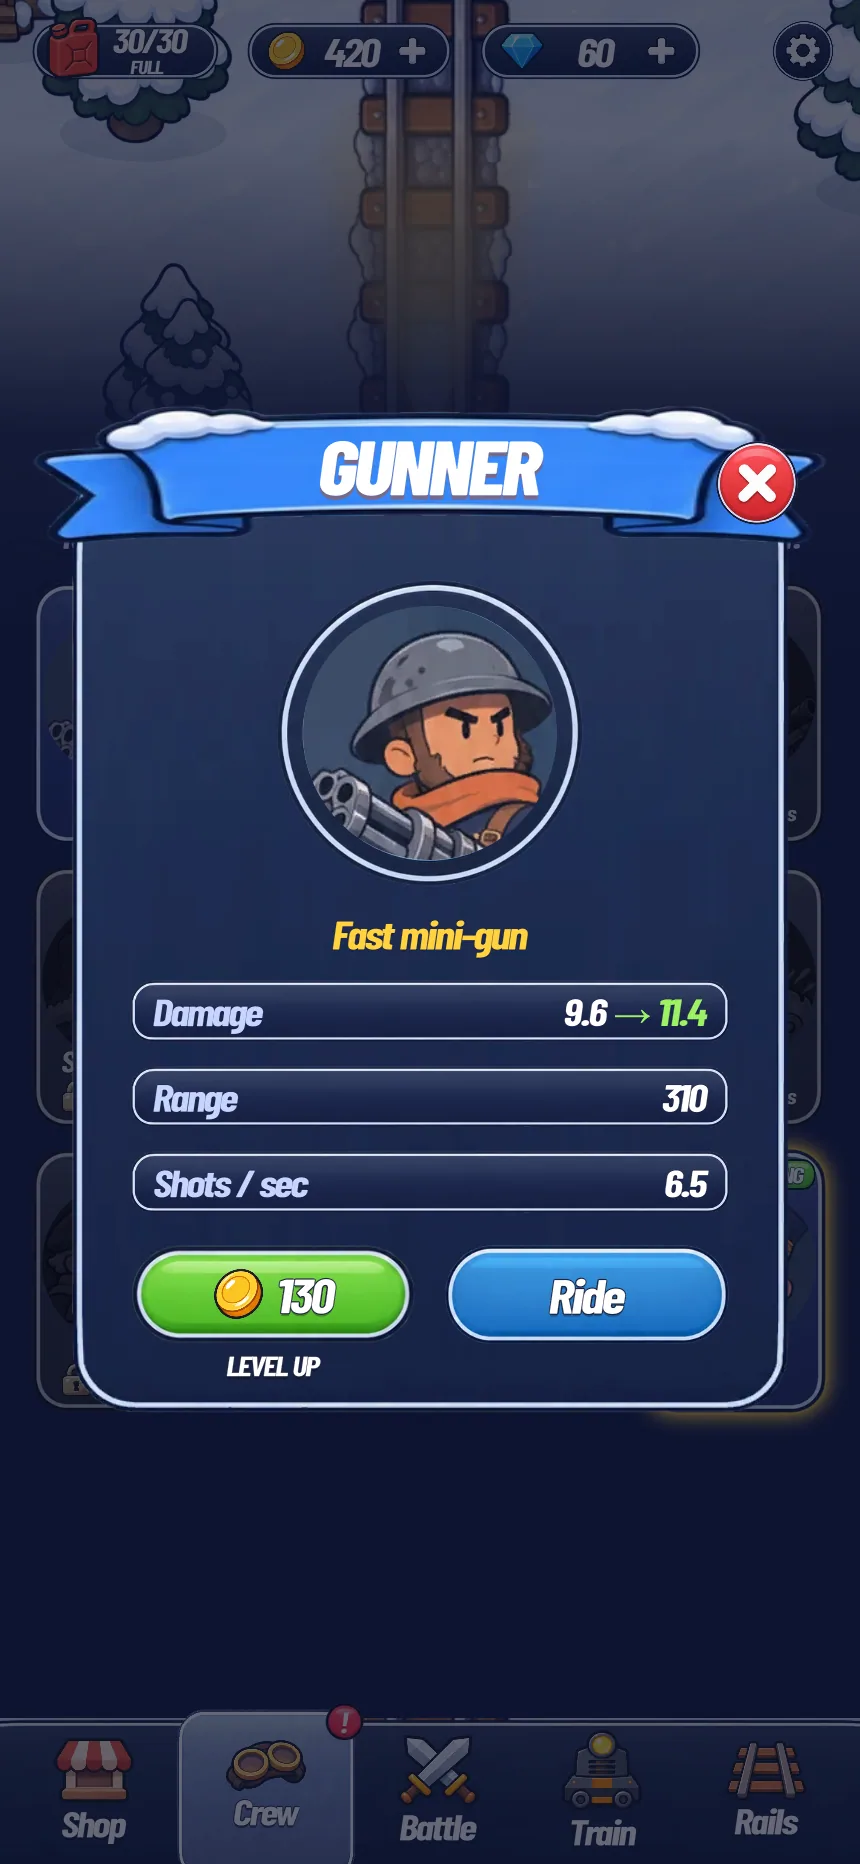 30/30
FULL
420
60
GUNNER
Fast mini-gun
Damage 9.6 → 11.4
Range 310
Shots / sec 6.5
130
Ride
LEVEL UP
!
Shop
Crew
Battle
Train
Rails